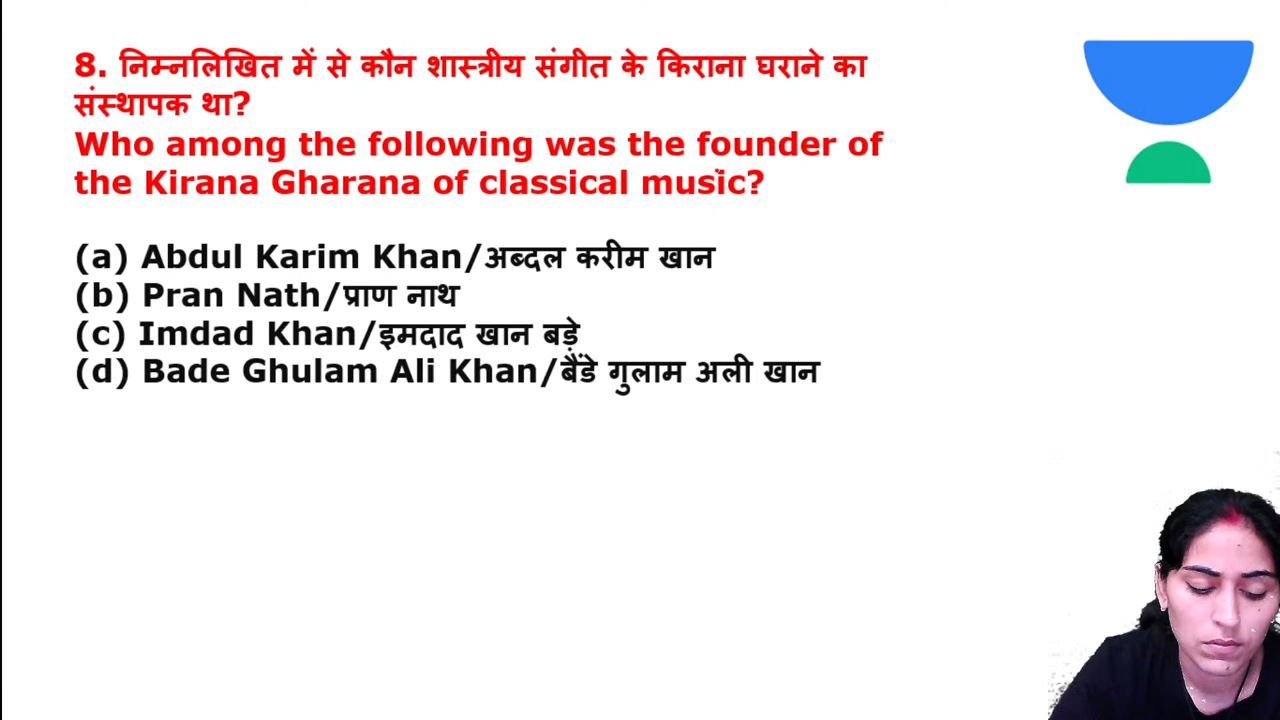 8. निम्नलिखित में से कौन शास्त्रीय संगीत के किराना घराने का
संस्थापक था?
Who among the following was the founder of
the Kirana Gharana of classical music?
(a) Abdul Karim Khan/अब्दल करीम खान
(b) Pran Nath/प्राण नाथ
(c) Imdad Khan/इमदाद खान बड़े
(d) Bade Ghulam Ali Khan/बैंडे गुलाम अली खान